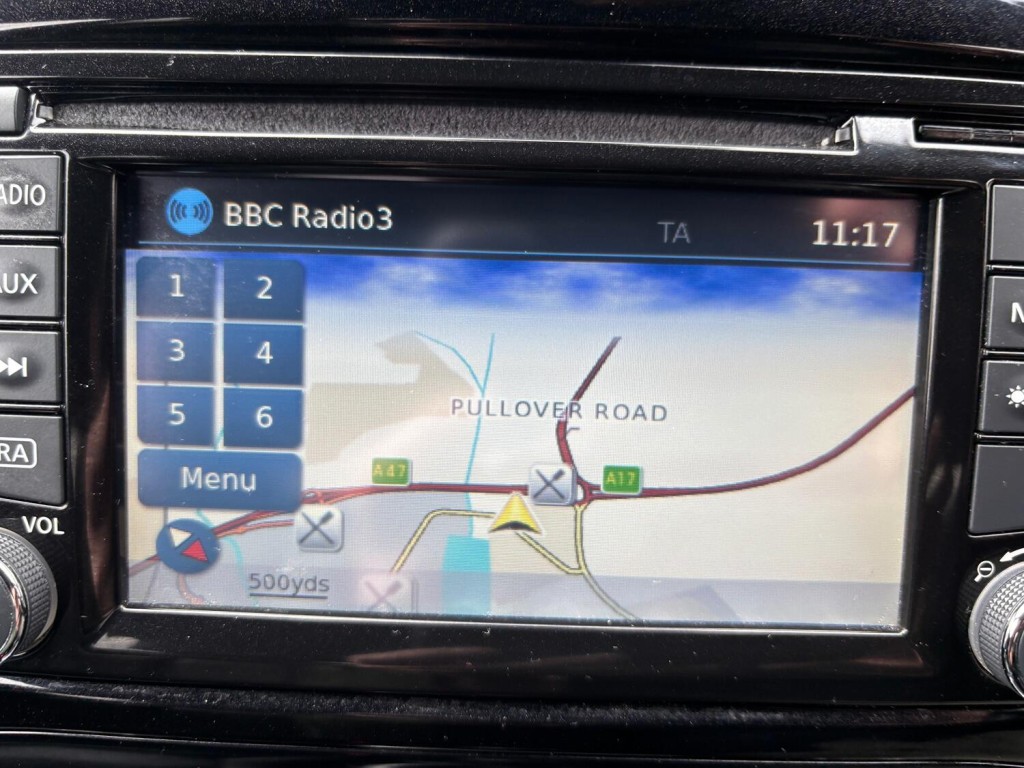 BBC Radio3
TA
11:17
ADIO
AUX
RA
VOL
1
2
3
4
5
6
Menu
PULLOVER ROAD
A47
A17
500yds
N